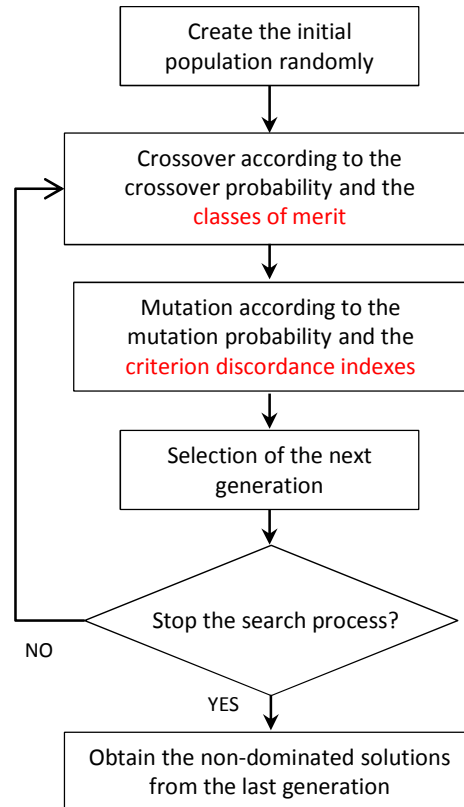 Create the initial
population randomly
Crossover according to the
crossover probability and the
classes of merit
Mutation according to the
mutation probability and the
criterion discordance indexes
Selection of the next
generation
Stop the search process?
NO
YES
Obtain the non-dominated solutions
from the last generation